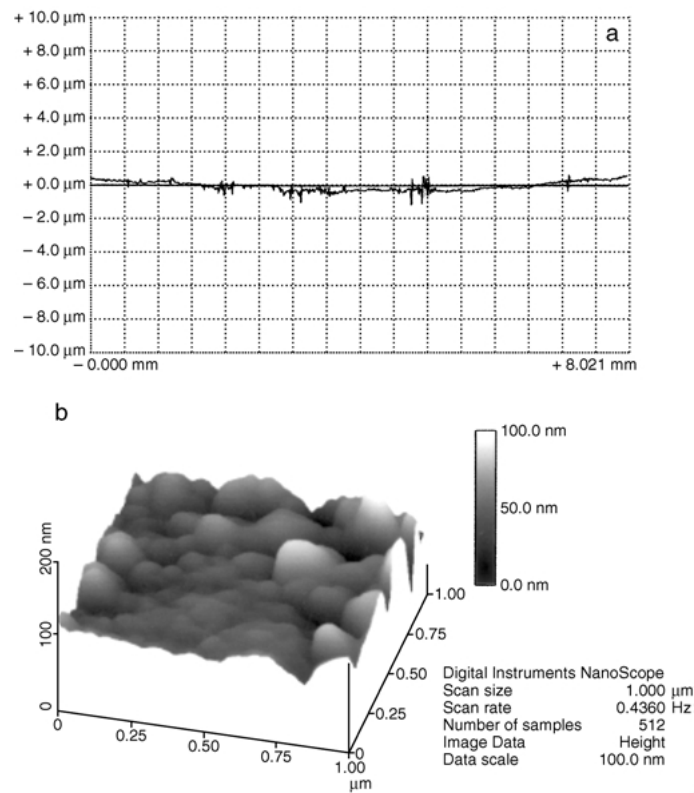 a
+ 10.0 μm
+ 8.0 μm
+ 6.0 μm
+ 4.0 μm
+ 2.0 μm
+ 0.0 μm
− 2.0 μm
− 4.0 μm
− 6.0 μm
− 8.0 μm
− 10.0 μm
− 0.000 mm + 8.021 mm
b
100.0 nm
50.0 nm
0.0 nm
200 nm
100
0
0 0.25 0.50 0.75 1.00
μm
0
0.25
0.50
0.75
1.00
Digital Instruments NanoScope
Scan size 1.000 μm
Scan rate 0.4360 Hz
Number of samples 512
Image Data Height
Data scale 100.0 nm